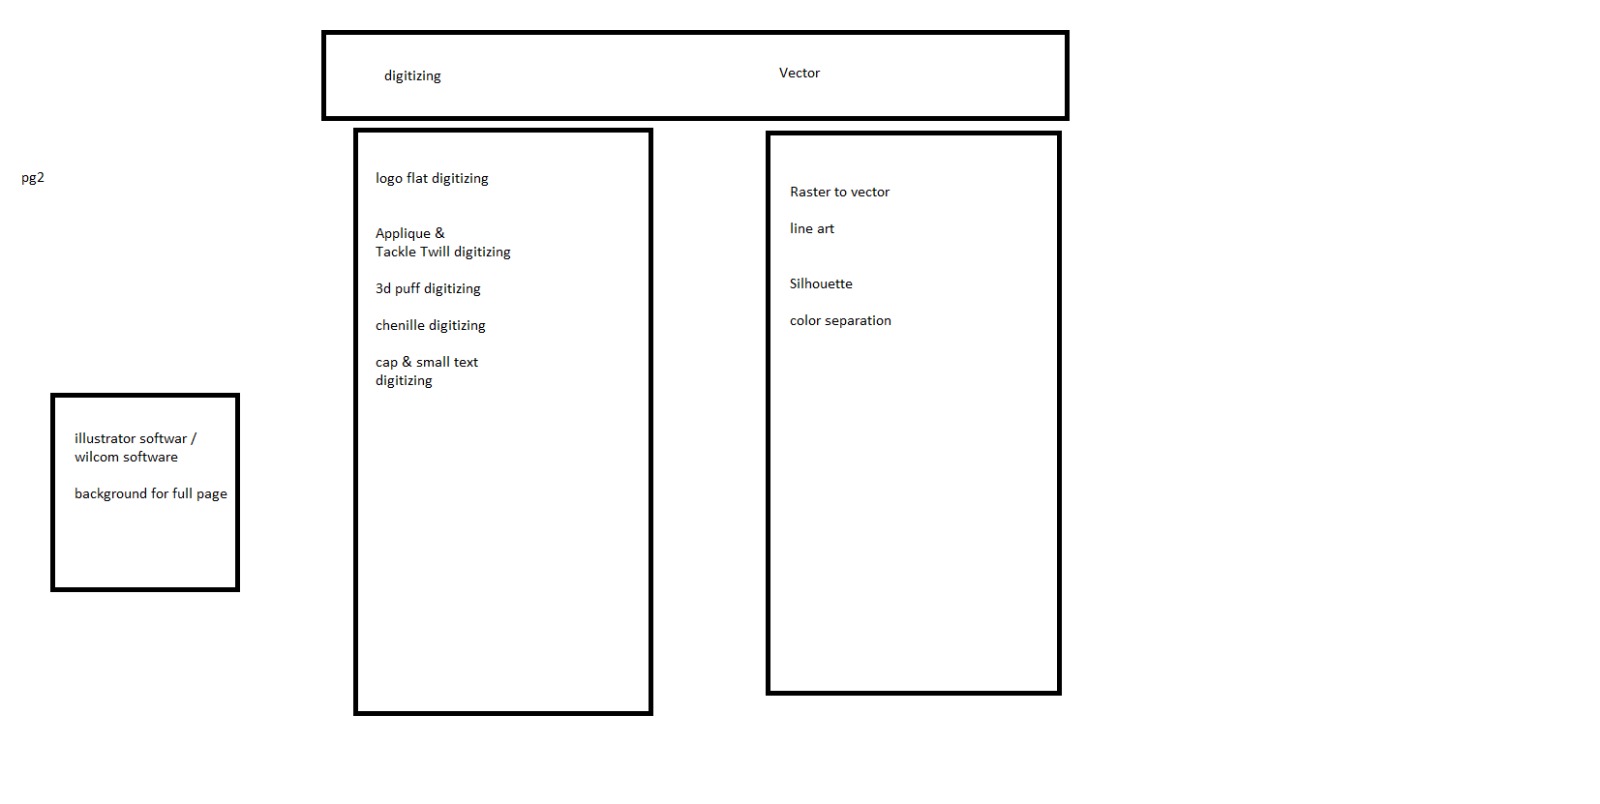 digitizing
Vector
pg2
logo flat digitizing
Applique &
Tackle Twill digitizing
3d puff digitizing
chenille digitizing
cap & small text
digitizing
Raster to vector
line art
Silhouette
color separation
illustrator softwar /
wilcom software
background for full page